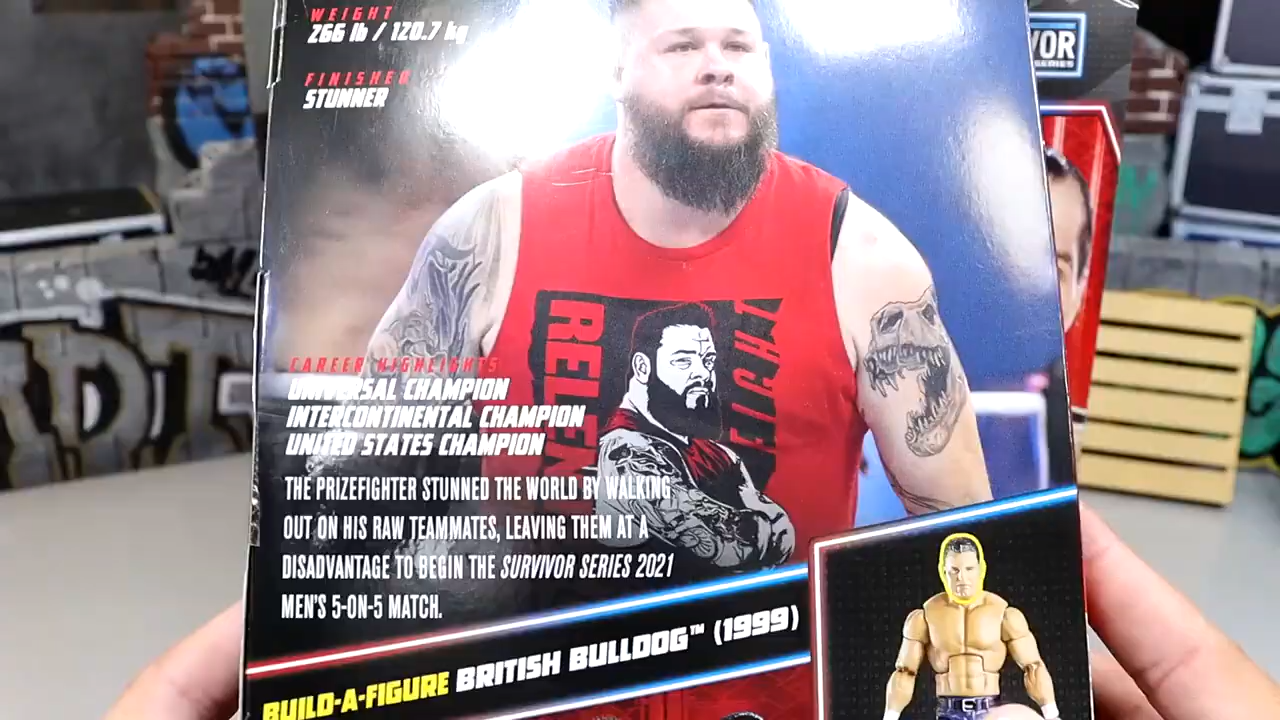 WEIGHT
266 lb / 120.7 kg
FINISHER
STUNNER
VOR
SERIES
CAREER HIGHLIGHTS
UNIVERSAL CHAMPION
INTERCONTINENTAL CHAMPION
UNITED STATES CHAMPION
THE PRIZEFIGHTER STUNNED THE WORLD BY WALKING
OUT ON HIS RAW TEAMMATES, LEAVING THEM AT A
DISADVANTAGE TO BEGIN THE SURVIVOR SERIES 2021
MEN'S 5-ON-5 MATCH.
BUILD-A-FIGURE BRITISH BULLDOG™ (1999)